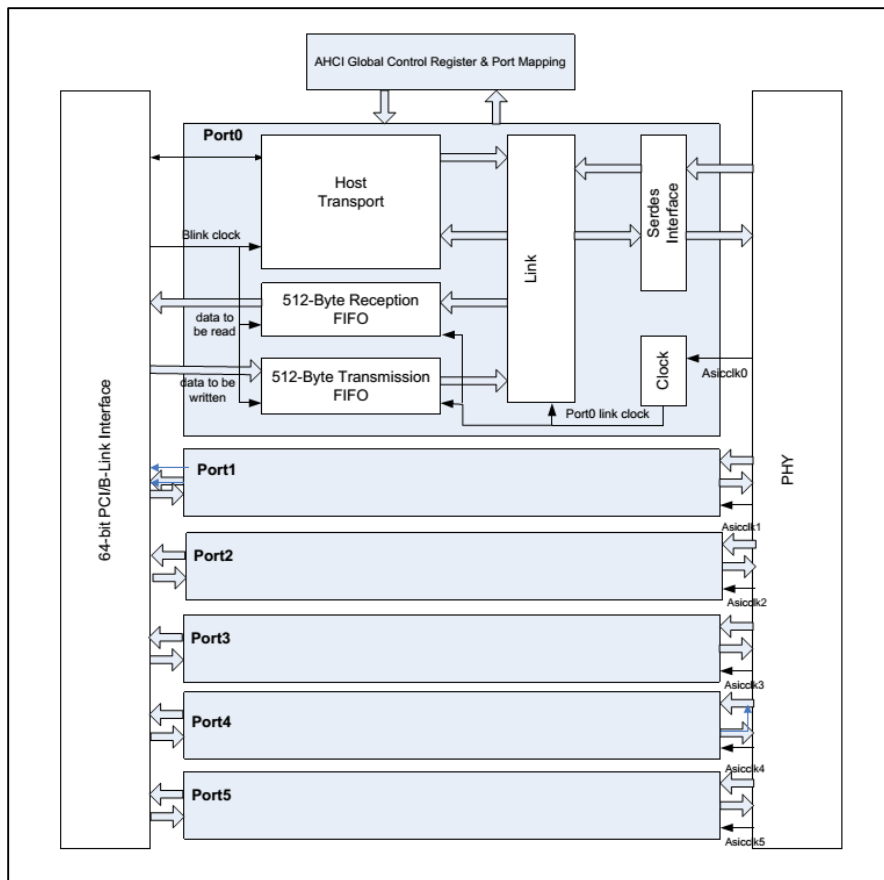 AHCI Global Control Register & Port Mapping
64-bit PCI/B-Link Interface
Port0
Host
Transport
Blink clock
512-Byte Reception
FIFO
data to
be read
512-Byte Transmission
FIFO
data to be
written
Link
Serdes
Interface
Clock
Asicclk0
Port0 link clock
PHY
Port1
Asicclk1
Port2
Asicclk2
Port3
Asicclk3
Port4
Asicclk4
Port5
Asicclk5